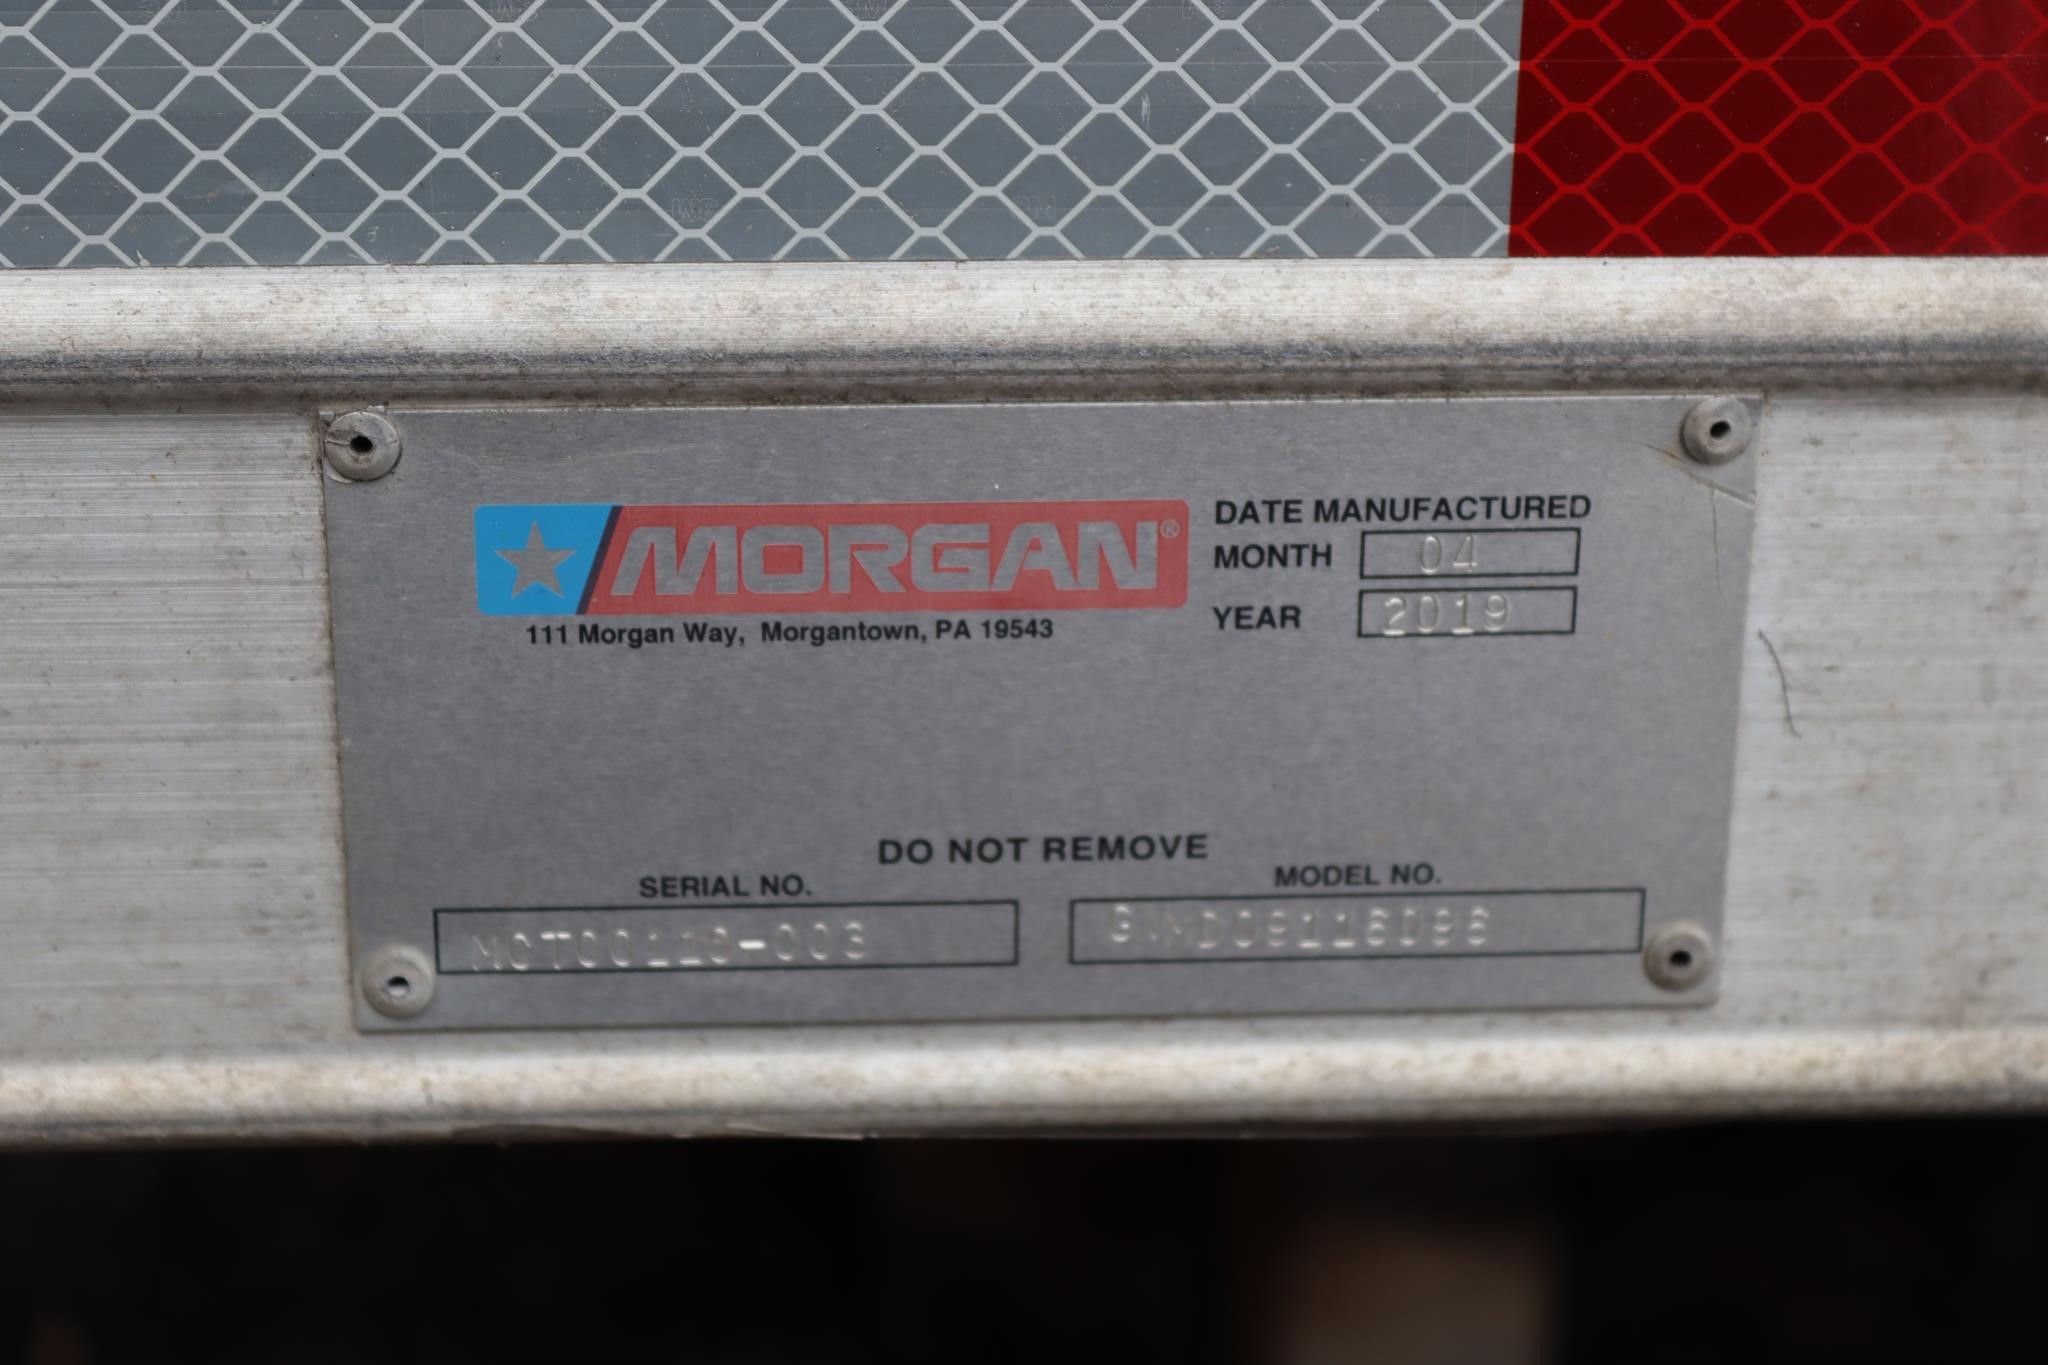 MORGAN®
111 Morgan Way, Morgantown, PA 19543
DATE MANUFACTURED
MONTH 04
YEAR 2019
DO NOT REMOVE
SERIAL NO.
MODEL NO.